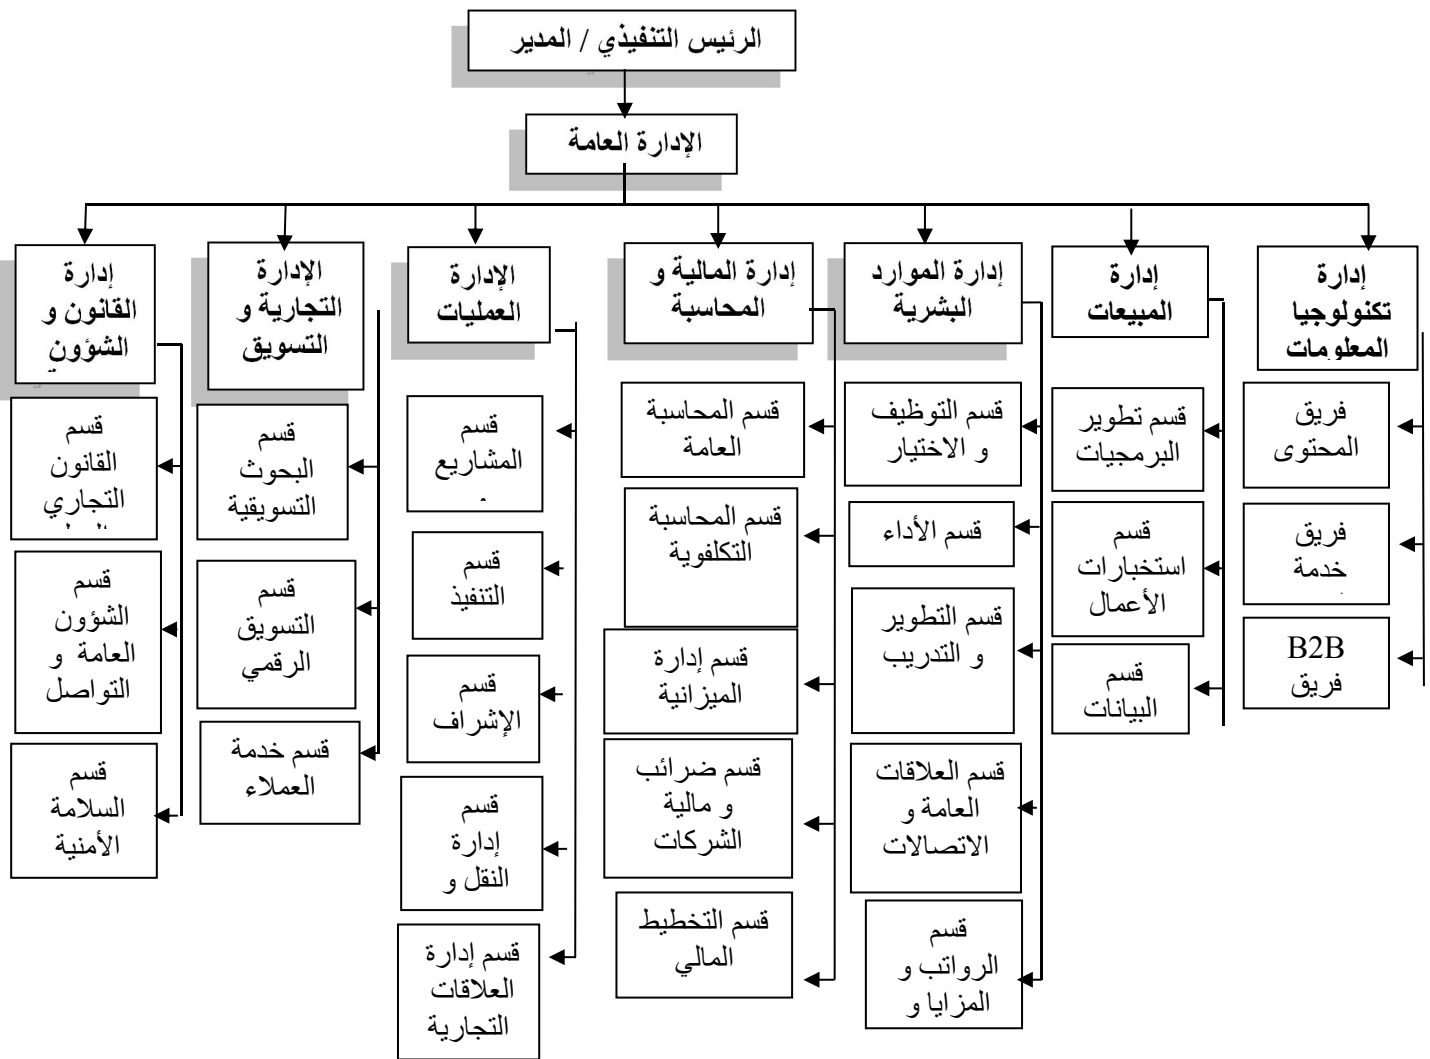 الرئيس التنفيذي / المدير
الإدارة العامة
إدارة
تكنولوجيا
المعلومات
فريق
المحتوى
فريق
خدمة
B2B
فريق
إدارة
المبيعات
قسم تطوير
البرمجيات
قسم
استخبارات
الأعمال
قسم
البيانات
إدارة الموارد
البشرية
قسم التوظيف
و الاختيار
قسم الأداء
قسم التطوير
و التدريب
قسم العلاقات
العامة و
الاتصالات
قسم
الرواتب و
المزايا و
إدارة المالية و
المحاسبة
قسم المحاسبة
العامة
قسم المحاسبة
التكلفوية
قسم إدارة
الميزانية
قسم ضرائب
و مالية
الشركات
قسم التخطيط
المالي
الإدارة
العمليات
قسم
المشاريع
قسم
التنفيذ
قسم
الإشراف
قسم
إدارة
النقل و
قسم إدارة
العلاقات
التجارية
الإدارة
التجارية و
التسويق
قسم
البحوث
التسويقية
قسم
التسويق
الرقمي
قسم خدمة
العملاء
إدارة
القانون و
الشؤون
قسم
القانون
التجاري
قسم
الشؤون
العامة و
التواصل
قسم
السلامة
الأمنية